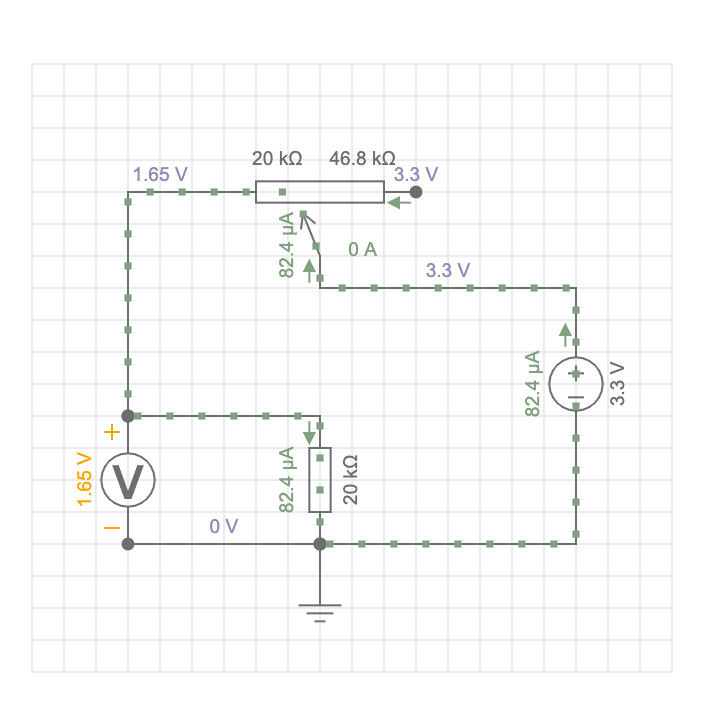 20 kΩ 46.8 kΩ
1.65 V 3.3 V
82.4 µA
0 A
3.3 V
82.4 µA
3.3 V
+
1.65 V
V
82.4 µA
20 kΩ
0 V